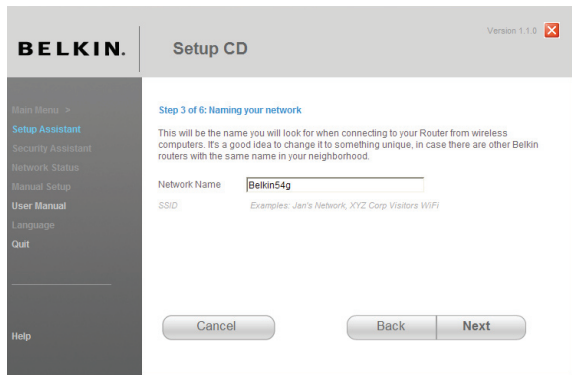 Version 1.1.0
BELKIN.
Setup CD
Main Menu >
Setup Assistant
Security Assistant
Network Status
Manual Setup
User Manual
Language
Quit
Help
Step 3 of 6: Naming your network
This will be the name you will look for when connecting to your Router from wireless
computers. It's a good idea to change it to something unique, in case there are other Belkin
routers with the same name in your neighborhood.
Network Name Belkin54g
SSID Examples: Jan's Network, XYZ Corp Visitors WiFi
Cancel Back Next